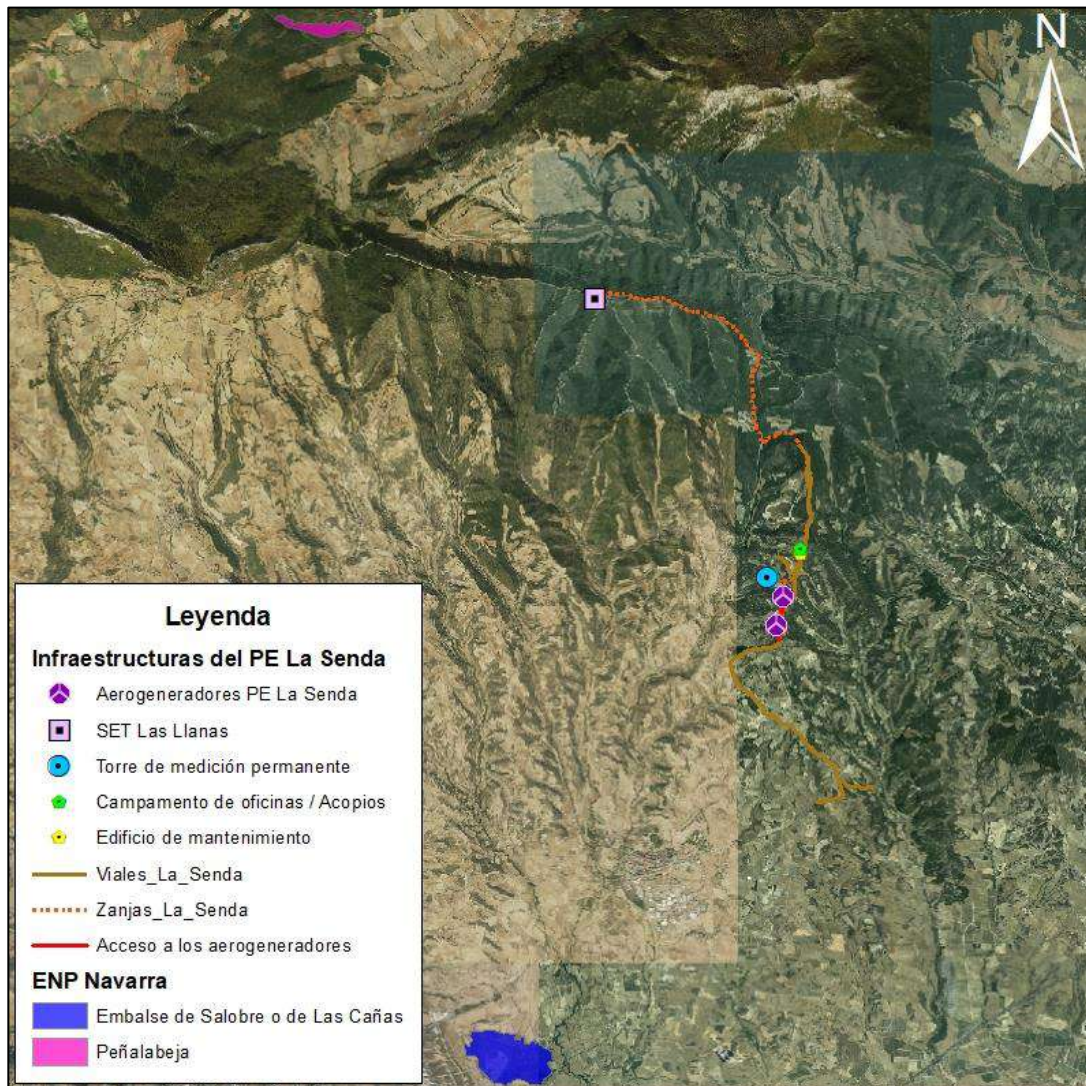 N
Leyenda
Infraestructuras del PE La Senda
Aerogeneradores PE La Senda
SET Las Llanas
Torre de medición permanente
Campamento de oficinas / Acopios
Edificio de mantenimiento
Viales_La_Senda
Zanjas_La_Senda
Acceso a los aerogeneradores
ENP Navarra
Embalse de Salobre o de Las Cañas
Peñalabeja